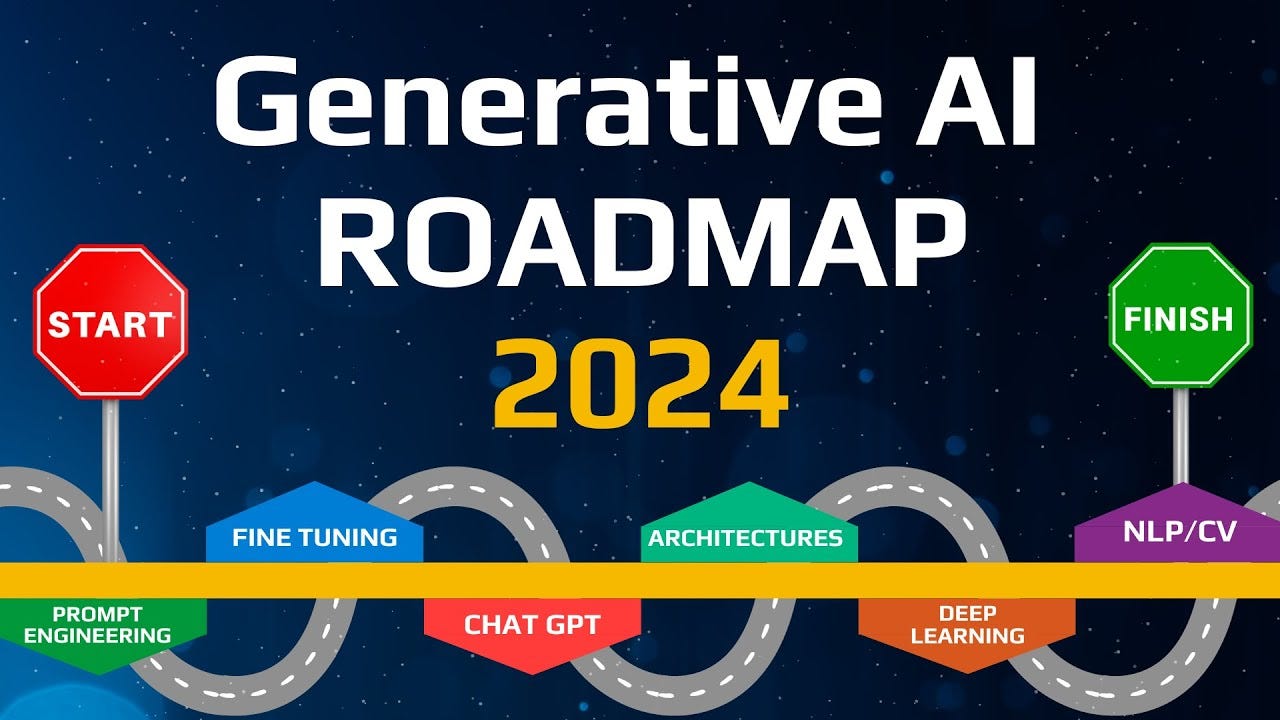 Generative AI
ROADMAP
2024
START
FINISH
FINE TUNING
ARCHITECTURES
NLP/CV
PROMPT
ENGINEERING
CHAT GPT
DEEP
LEARNING